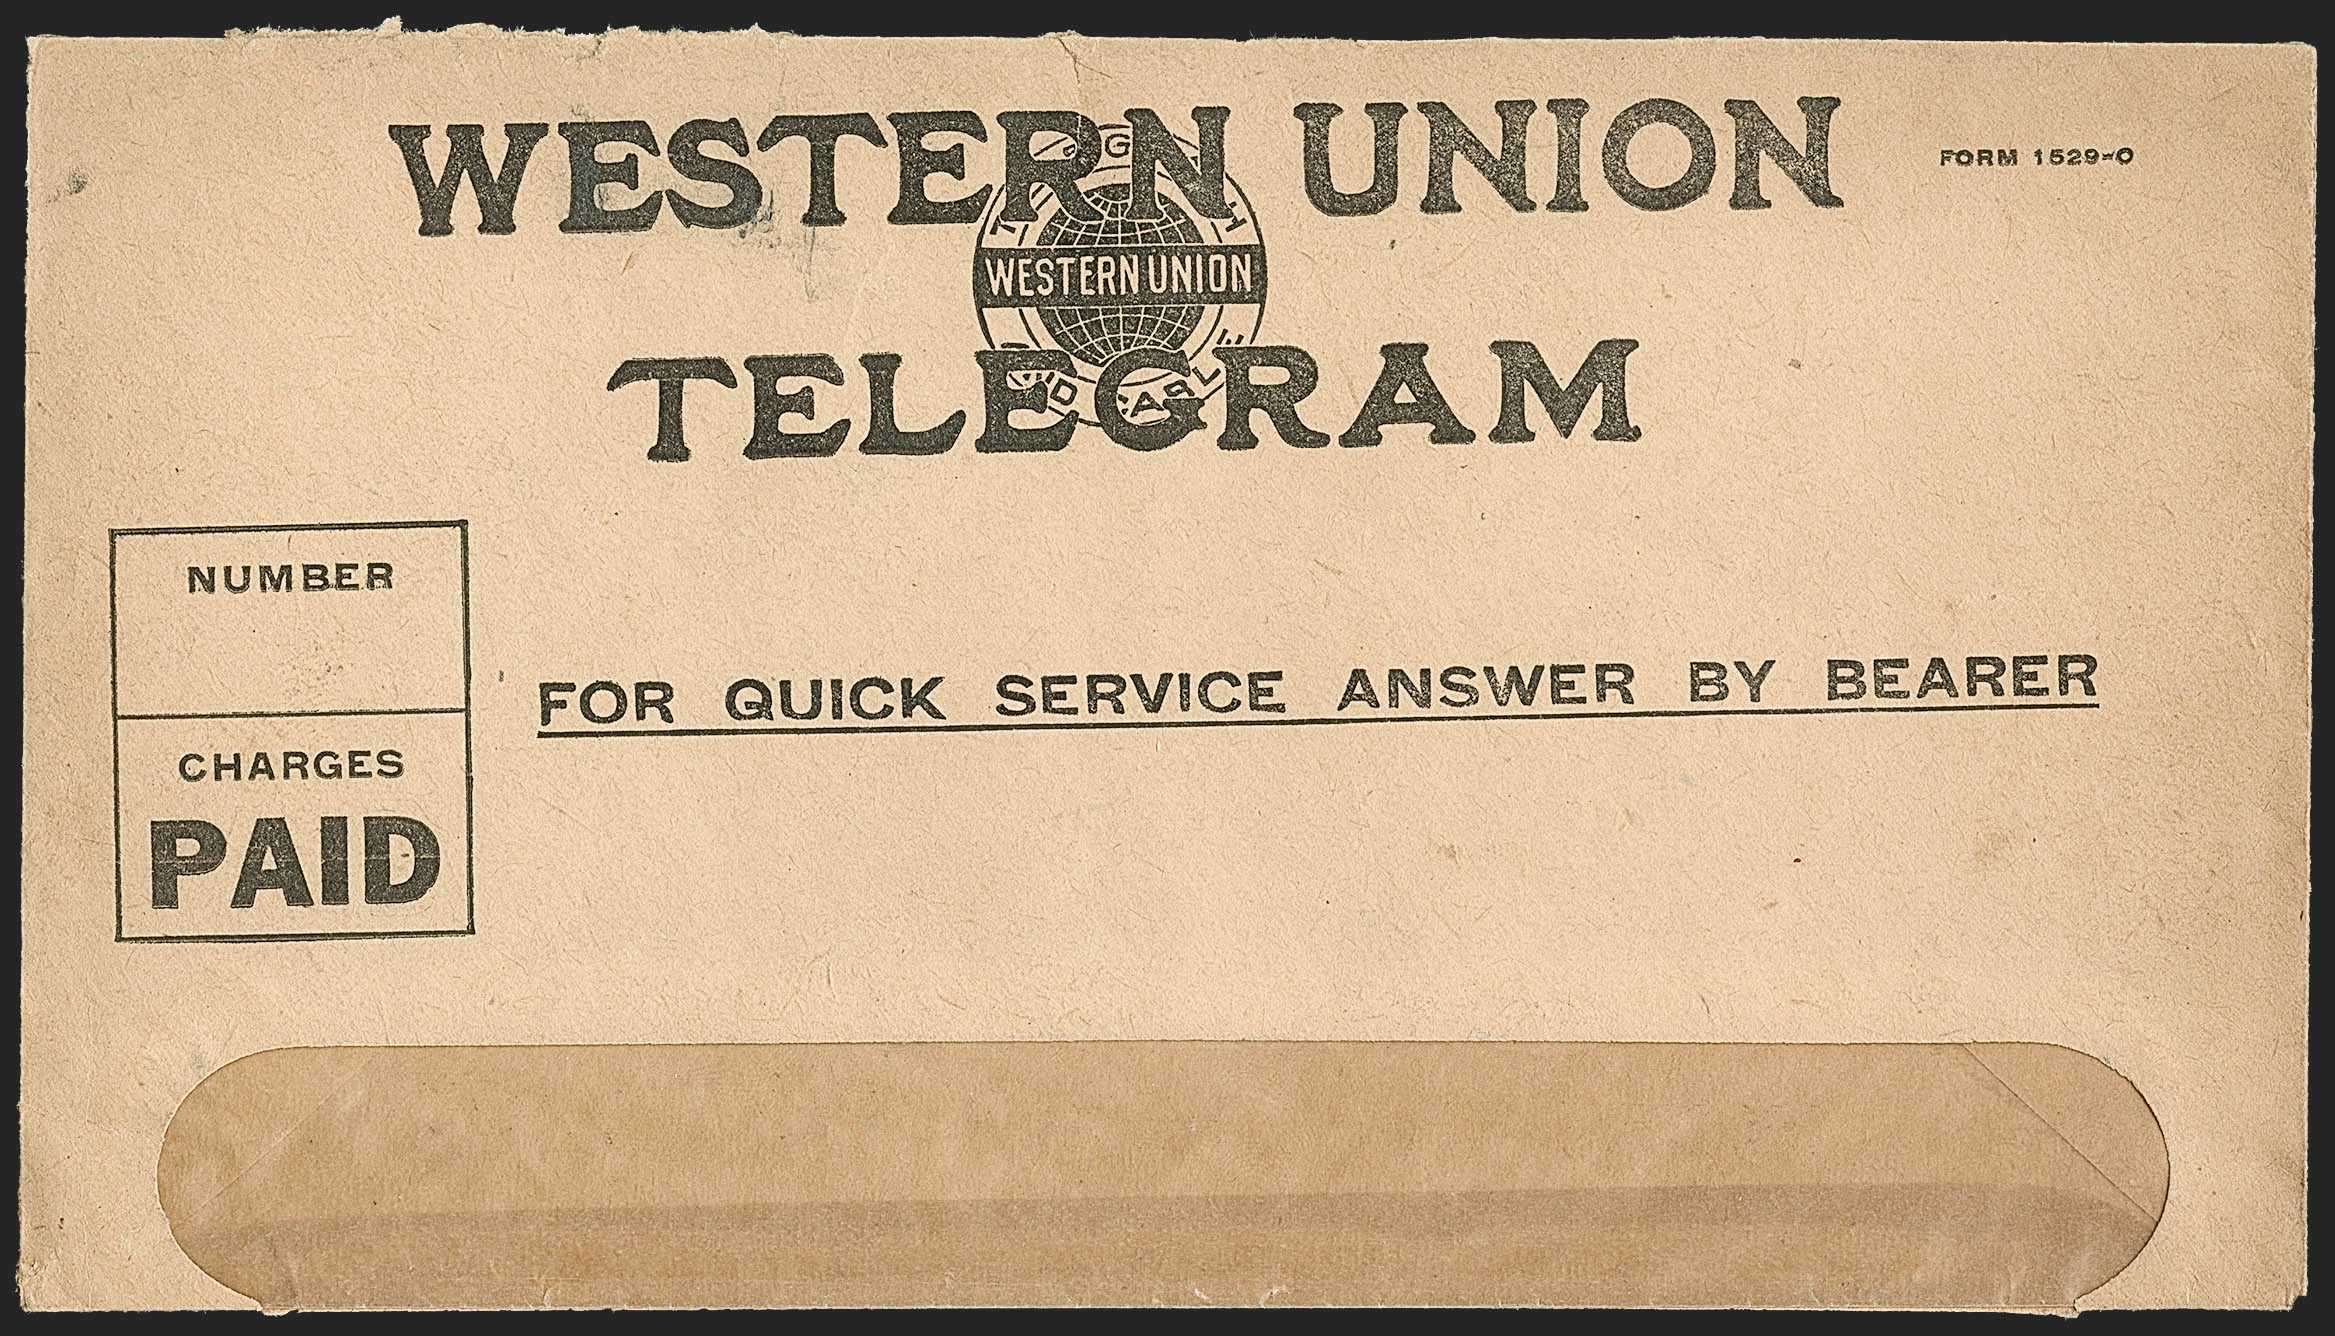 WESTERN UNION
FORM 1529-O
WESTERN UNION
TELEGRAM
NUMBER
FOR QUICK SERVICE ANSWER BY BEARER
CHARGES
PAID